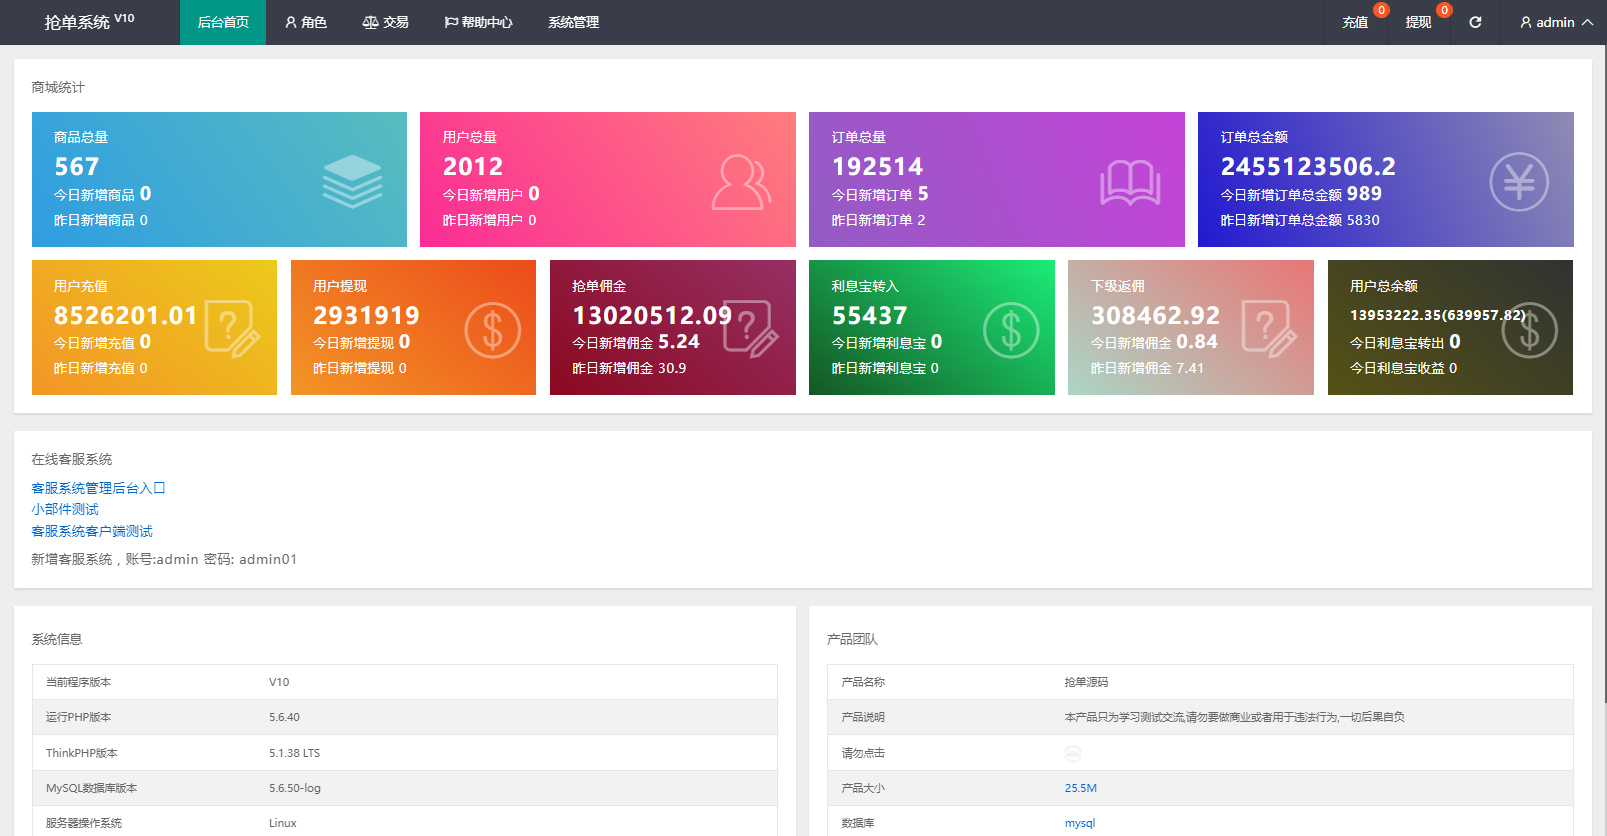 抢单系统 V10
后台首页
角色
交易
帮助中心
系统管理
充值 0
提现 0
admin
商城统计
商品总量
567
今日新增商品 0
昨日新增商品 0
用户总量
2012
今日新增用户 0
昨日新增用户 0
订单总量
192514
今日新增订单 5
昨日新增订单 2
订单总金额
2455123506.2
今日新增订单总金额 989
昨日新增订单总金额 5830
用户充值
8526201.01
今日新增充值 0
昨日新增充值 0
用户提现
2931919
今日新增提现 0
昨日新增提现 0
抢单佣金
13020512.09
今日新增佣金 5.24
昨日新增佣金 30.9
利息宝转入
55437
今日新增利息宝 0
昨日新增利息宝 0
下级返佣
308462.92
今日新增佣金 0.84
昨日新增佣金 7.41
用户总余额
13953222.35(639957.82)
今日利息宝转出 0
今日利息宝收益 0
在线客服系统
客服系统管理后台入口
小部件测试
客服系统客户端测试
新增客服系统，账号:admin 密码: admin01
系统信息
当前程序版本 V10
运行PHP版本 5.6.40
ThinkPHP版本 5.1.38 LTS
MySQL数据库版本 5.6.50-log
服务器操作系统 Linux
产品团队
产品名称 抢单源码
产品说明 本产品只为学习测试交流,请勿要做商业或者用于违法行为,一切后果自负
请勿点击
产品大小 25.5M
数据库 mysql